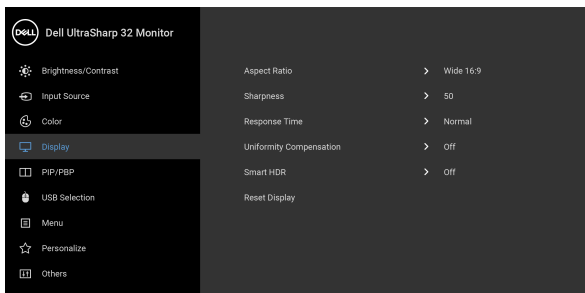 DELL Dell UltraSharp 32 Monitor
Brightness/Contrast
Input Source
Color
Display
PIP/PBP
USB Selection
Menu
Personalize
Others
Aspect Ratio > Wide 16:9
Sharpness > 50
Response Time > Normal
Uniformity Compensation > Off
Smart HDR > Off
Reset Display